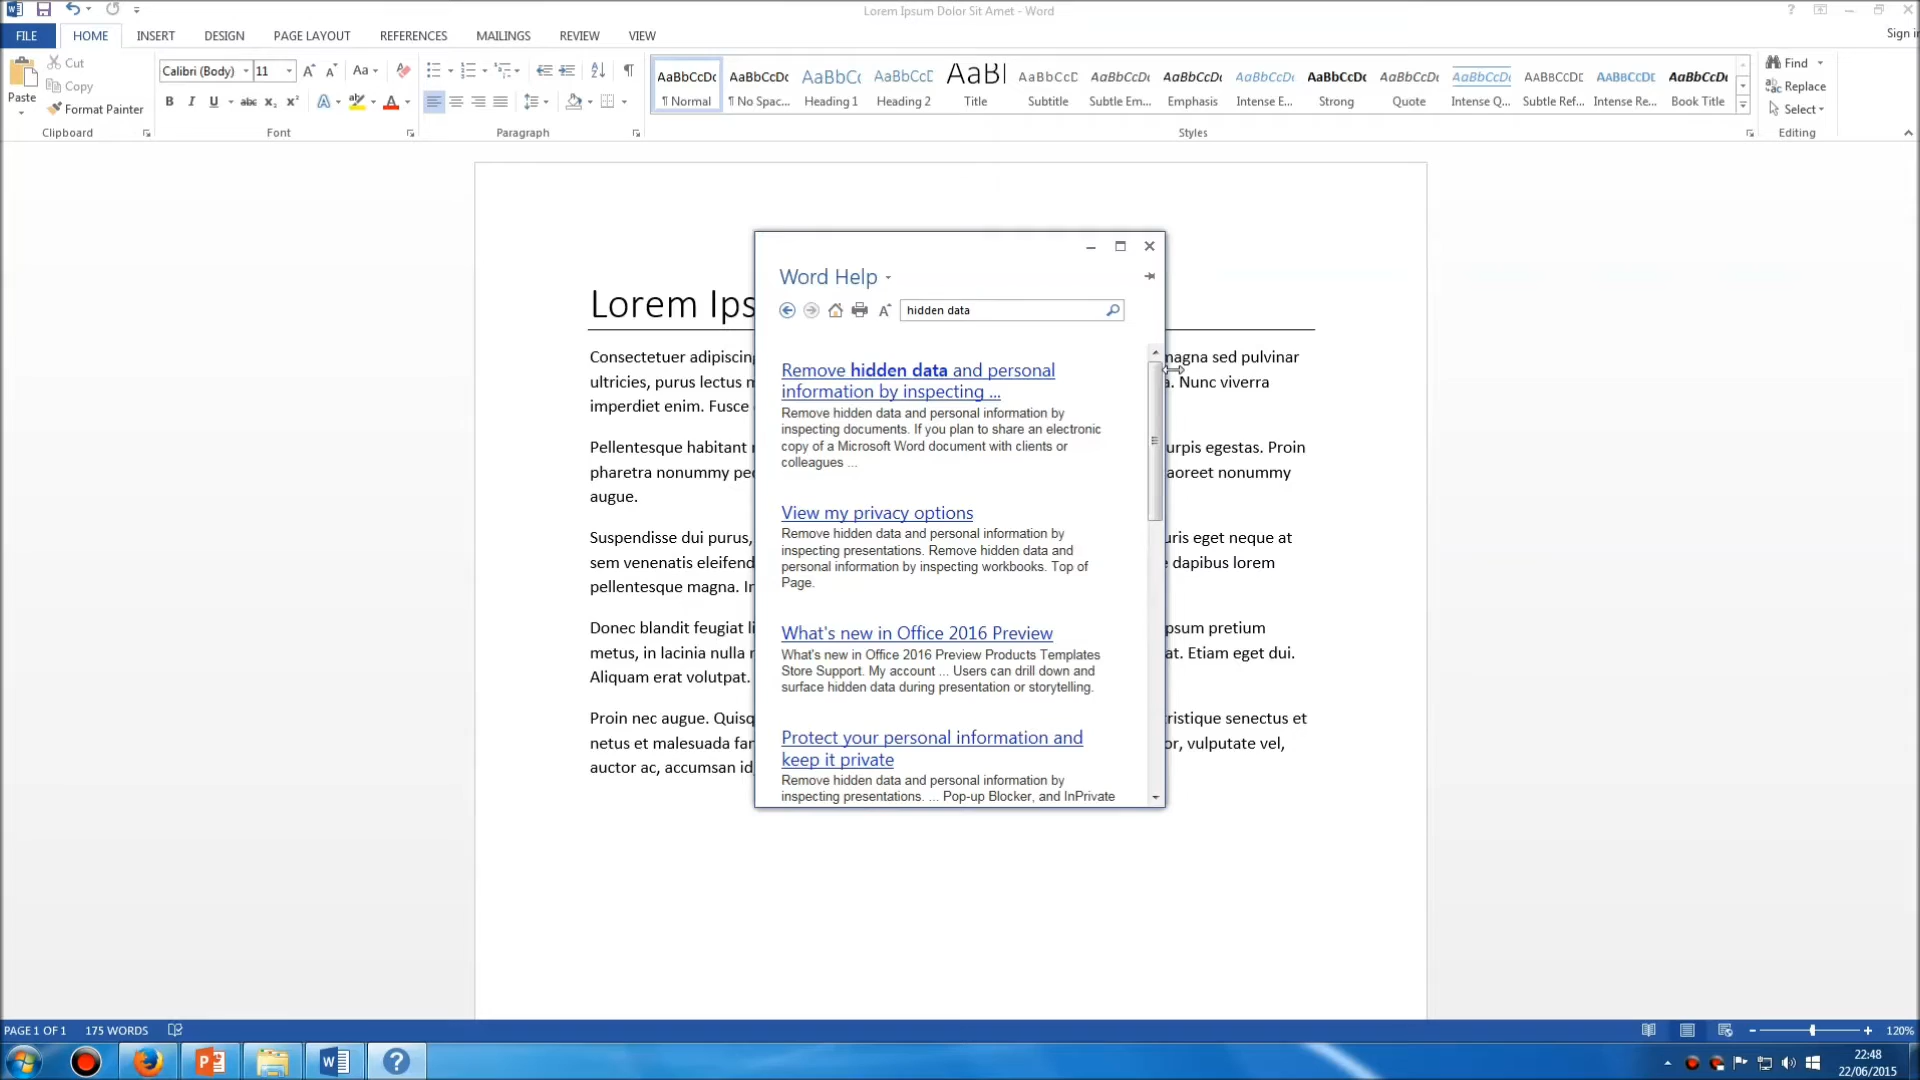 Lorem Ipsum Dolor Sit Amet - Word
FILE HOME INSERT DESIGN PAGE LAYOUT REFERENCES MAILINGS REVIEW VIEW
Paste
Cut
Copy
Format Painter
Clipboard
Calibri (Body) 11
Font
Paragraph
AaBbCcDc AaBbCcDc AaBbCc AaBbCcD AaBl AaBbCcD AaBbCcDc AaBbCcDc AaBbCcDc AaBbCcDc AaBbCcDc AaBbCcDc AaBbCcDc AaBbCcDc AaBbCcDc
¶ Normal ¶ No Spac... Heading 1 Heading 2 Title Subtitle Subtle Em... Emphasis Intense E... Strong Quote Intense Q... Subtle Ref... Intense Re... Book Title
Styles
Find
Replace
Select
Editing
Lorem Ips
Consectetuer adipiscing magna sed pulvinar
ultricies, purus lectus Nunc viverra
imperdiet enim. Fusce
Pellentesque habitant urpis egestas. Proin
pharetra nonummy aoreet nonummy
augue.
Suspendisse dui purus, uris eget neque at
sem venenatis eleifend dapibus lorem
pellentesque magna.
Donec blandit feugiat psum pretium
metus, in lacinia nulla at. Etiam eget dui.
Aliquam erat volutpat.
Proin nec augue. Quisq tristique senectus et
netus et malesuada or, vulputate vel,
auctor ac, accumsan id,
Word Help
hidden data
Remove hidden data and personal
information by inspecting ...
Remove hidden data and personal information by
inspecting documents. If you plan to share an electronic
copy of a Microsoft Word document with clients or
colleagues ...
View my privacy options
Remove hidden data and personal information by
inspecting presentations. Remove hidden data and
personal information by inspecting workbooks. Top of
Page.
What's new in Office 2016 Preview
What's new in Office 2016 Preview Products Templates
Store Support. My account ... Users can drill down and
surface hidden data during presentation or storytelling.
Protect your personal information and
keep it private
Remove hidden data and personal information by
inspecting presentations. ... Pop-up Blocker, and InPrivate
PAGE 1 OF 1 175 WORDS
120%
22:48
22/06/2015